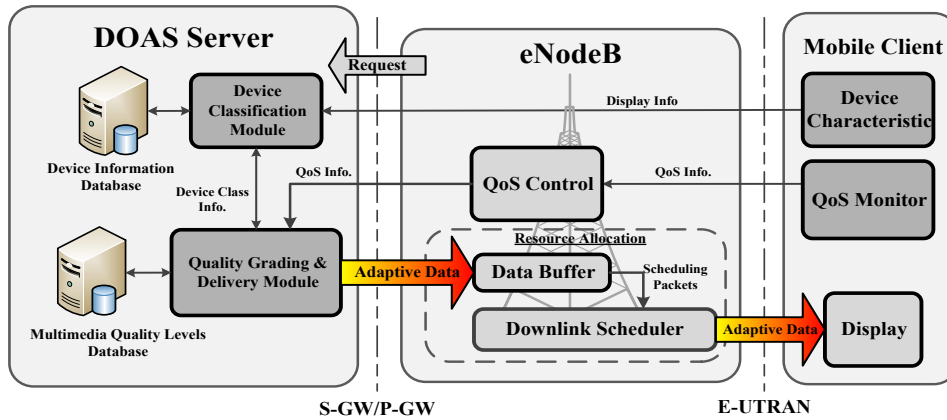 DOAS Server
Device
Classification
Module
Device Information
Database
Device Class
Info.
QoS Info.
Quality Grading &
Delivery Module
Multimedia Quality Levels
Database
Request
Adaptive Data
S-GW/P-GW
eNodeB
Display Info
QoS Control
QoS Info.
Resource Allocation
Data Buffer
Scheduling
Packets
Downlink Scheduler
Adaptive Data
E-UTRAN
Mobile Client
Device
Characteristic
QoS Monitor
Display